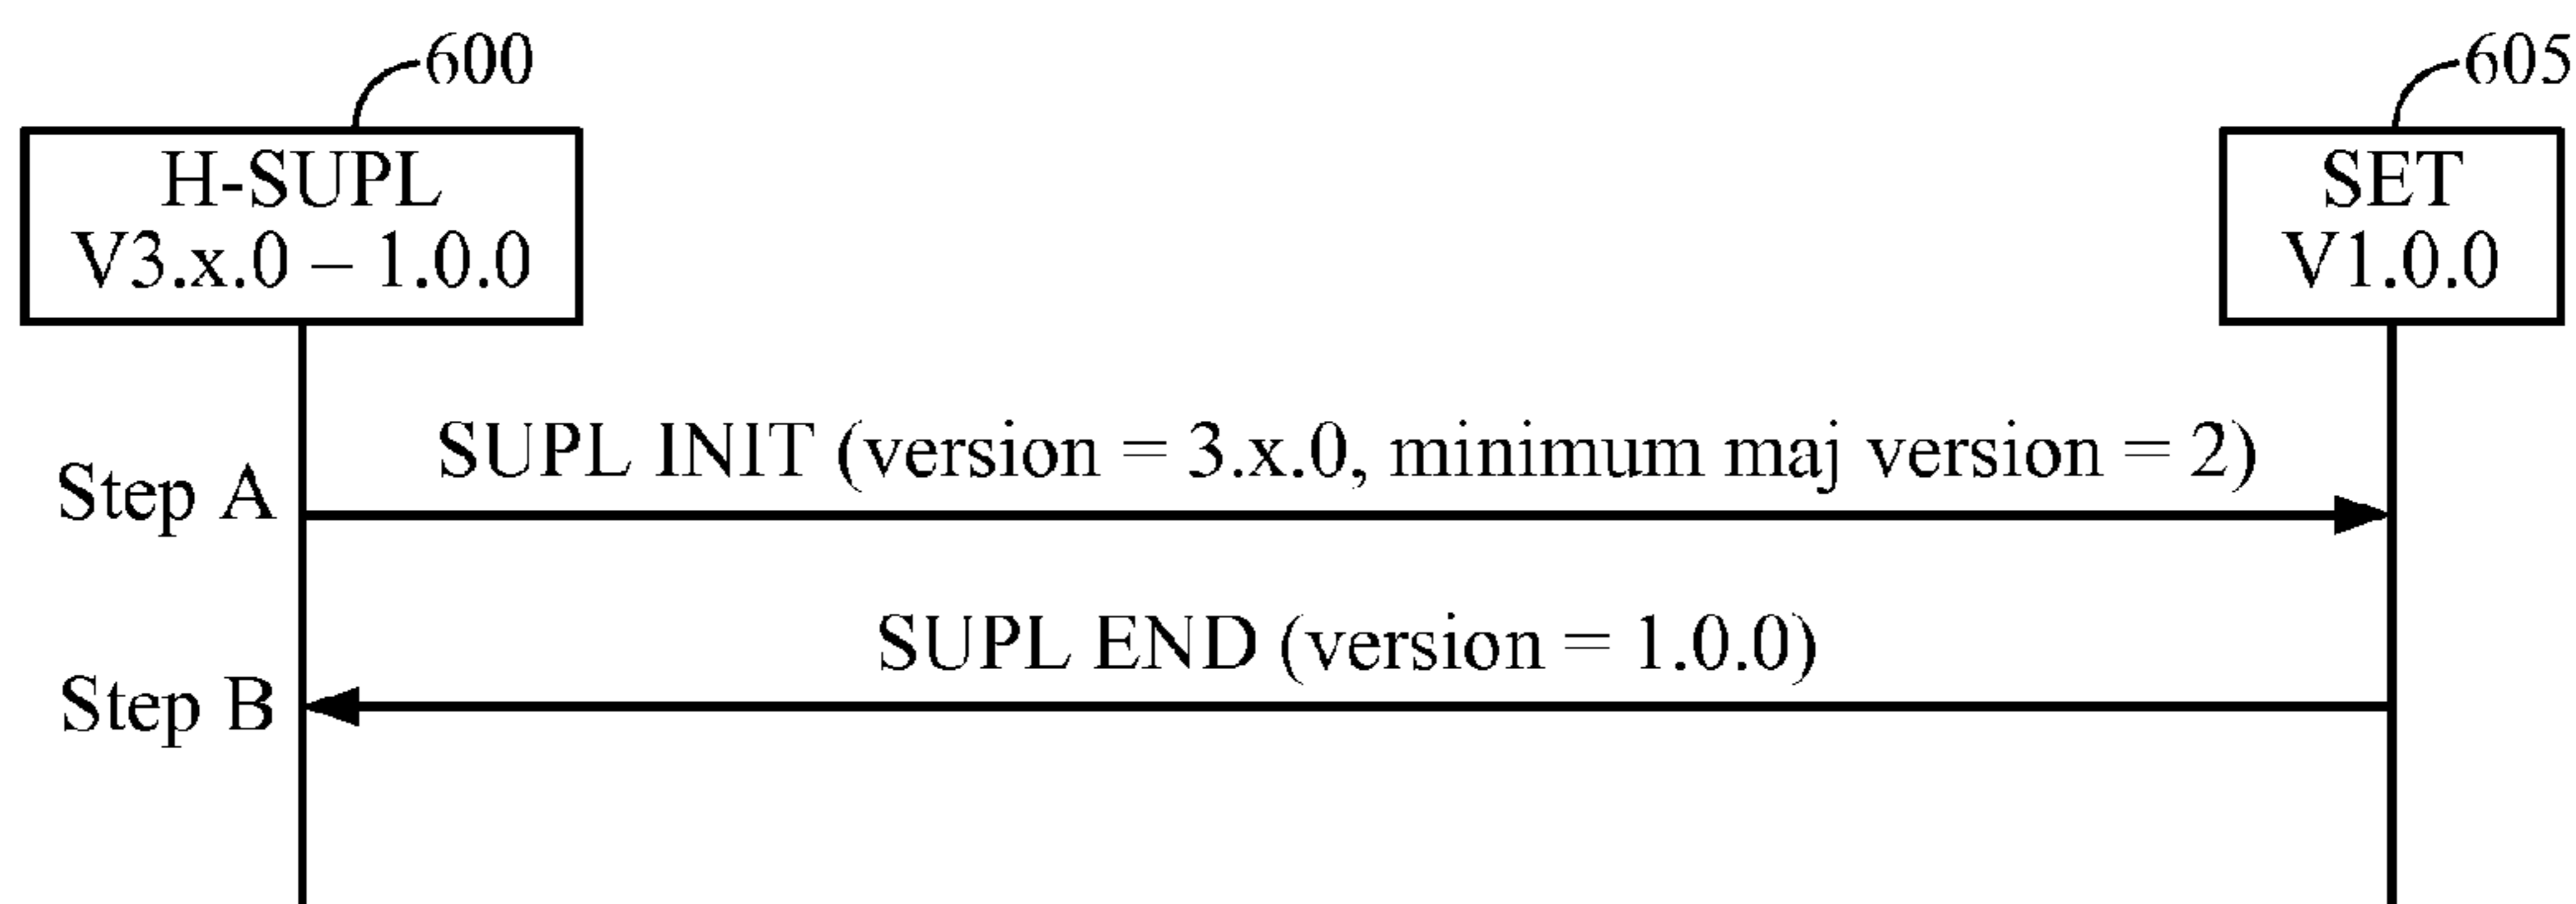 600
605
H-SUPL
V3.x.0 – 1.0.0
SET
V1.0.0
SUPL INIT (version = 3.x.0, minimum maj version = 2)
Step A
SUPL END (version = 1.0.0)
Step B